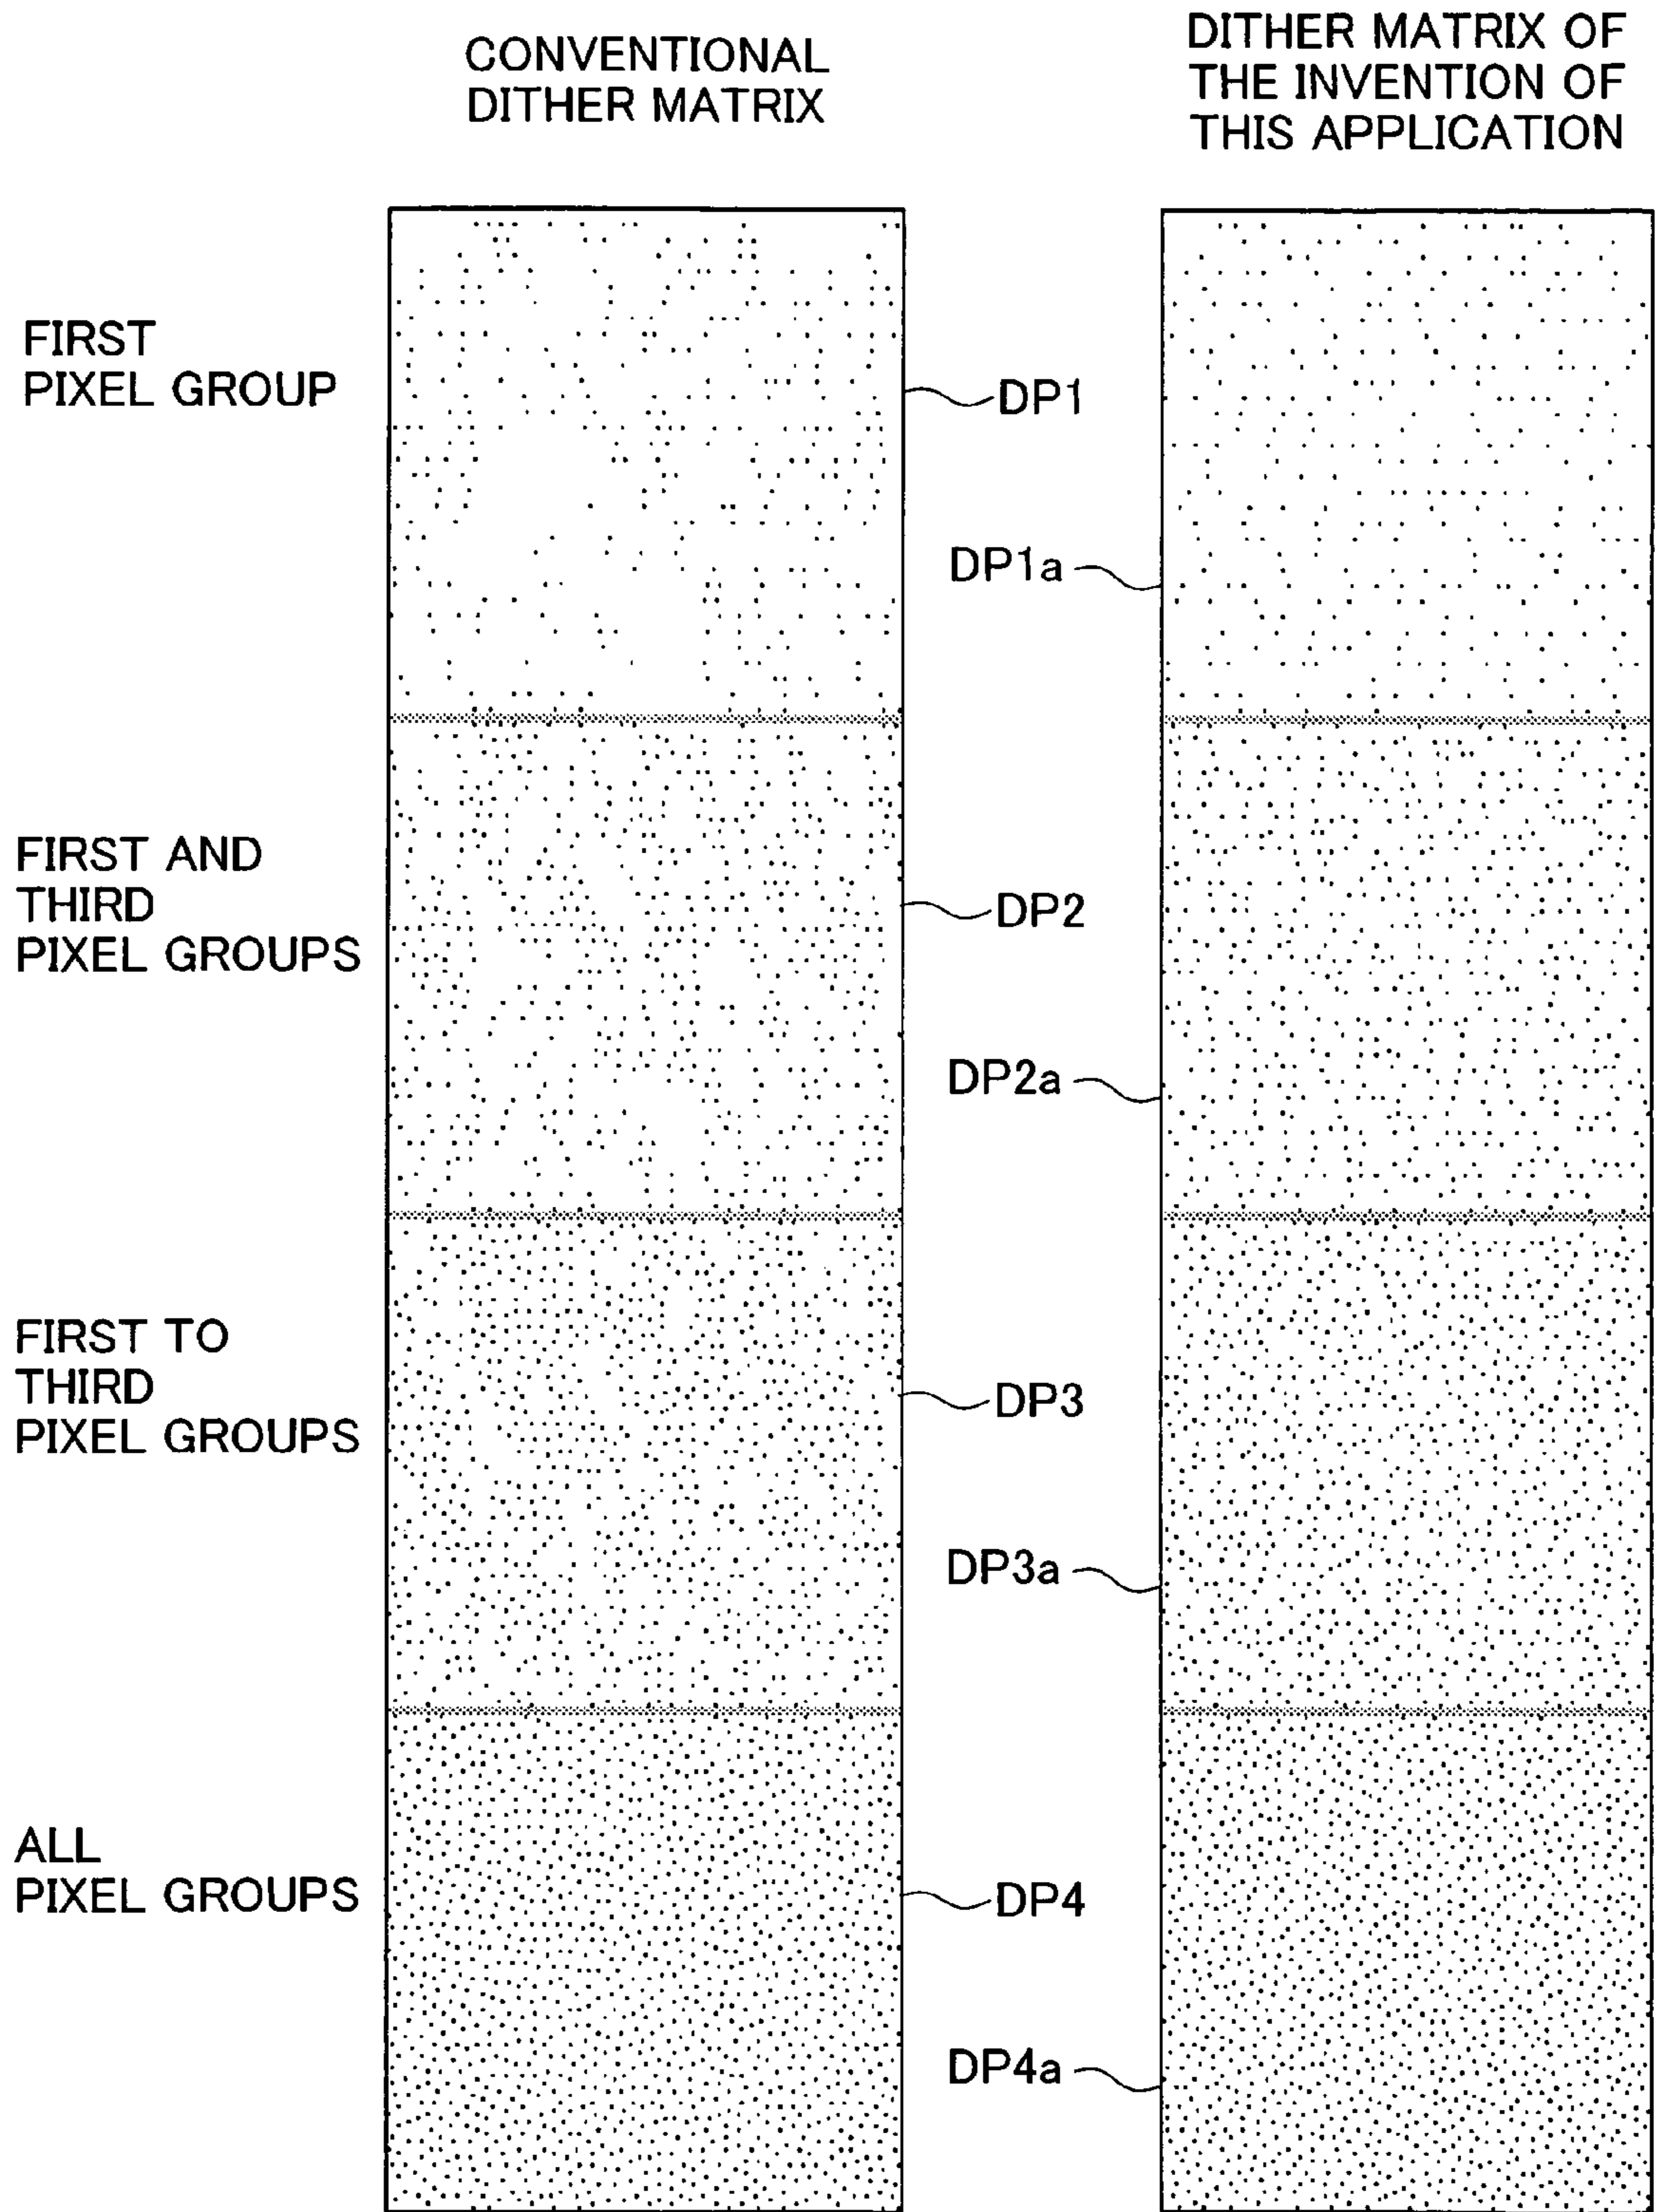 CONVENTIONAL
DITHER MATRIX
DITHER MATRIX OF
THE INVENTION OF
THIS APPLICATION
FIRST
PIXEL GROUP
DP1
DP1a
FIRST AND
THIRD
PIXEL GROUPS
DP2
DP2a
FIRST TO
THIRD
PIXEL GROUPS
DP3
DP3a
ALL
PIXEL GROUPS
DP4
DP4a